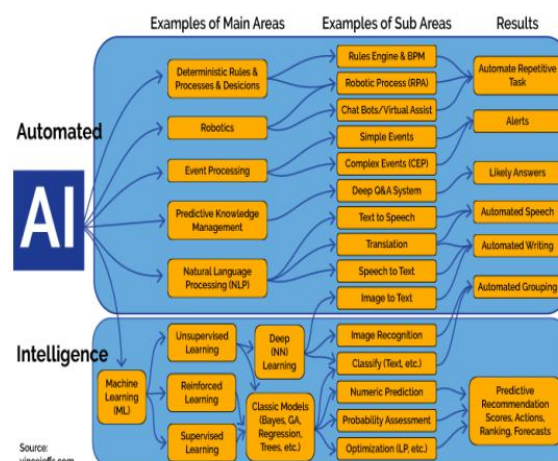 Examples of Main Areas
Examples of Sub Areas
Results
Automated
AI
Deterministic Rules &
Processes & Desicions
Robotics
Event Processing
Predictive Knowledge
Management
Natural Language
Processing (NLP)
Rules Engine & BPM
Robotic Process (RPA)
Chat Bots/Virtual Assist
Simple Events
Complex Events (CEP)
Deep Q&A System
Text to Speech
Translation
Speech to Text
Image to Text
Automate Repetitive
Task
Alerts
Likely Answers
Automated Speech
Automated Writing
Automated Grouping
Intelligence
Machine
Learning
(ML)
Unsupervised
Learning
Reinforced
Learning
Supervised
Learning
Deep
(NN)
Learning
Classic Models
(Bayes, GA,
Regression,
Trees, etc.)
Image Recognition
Classify (Text, etc.)
Numeric Prediction
Probability Assessment
Optimization (LP, etc.)
Predictive
Recommendation
Scores, Actions,
Ranking, Forecasts
Source: